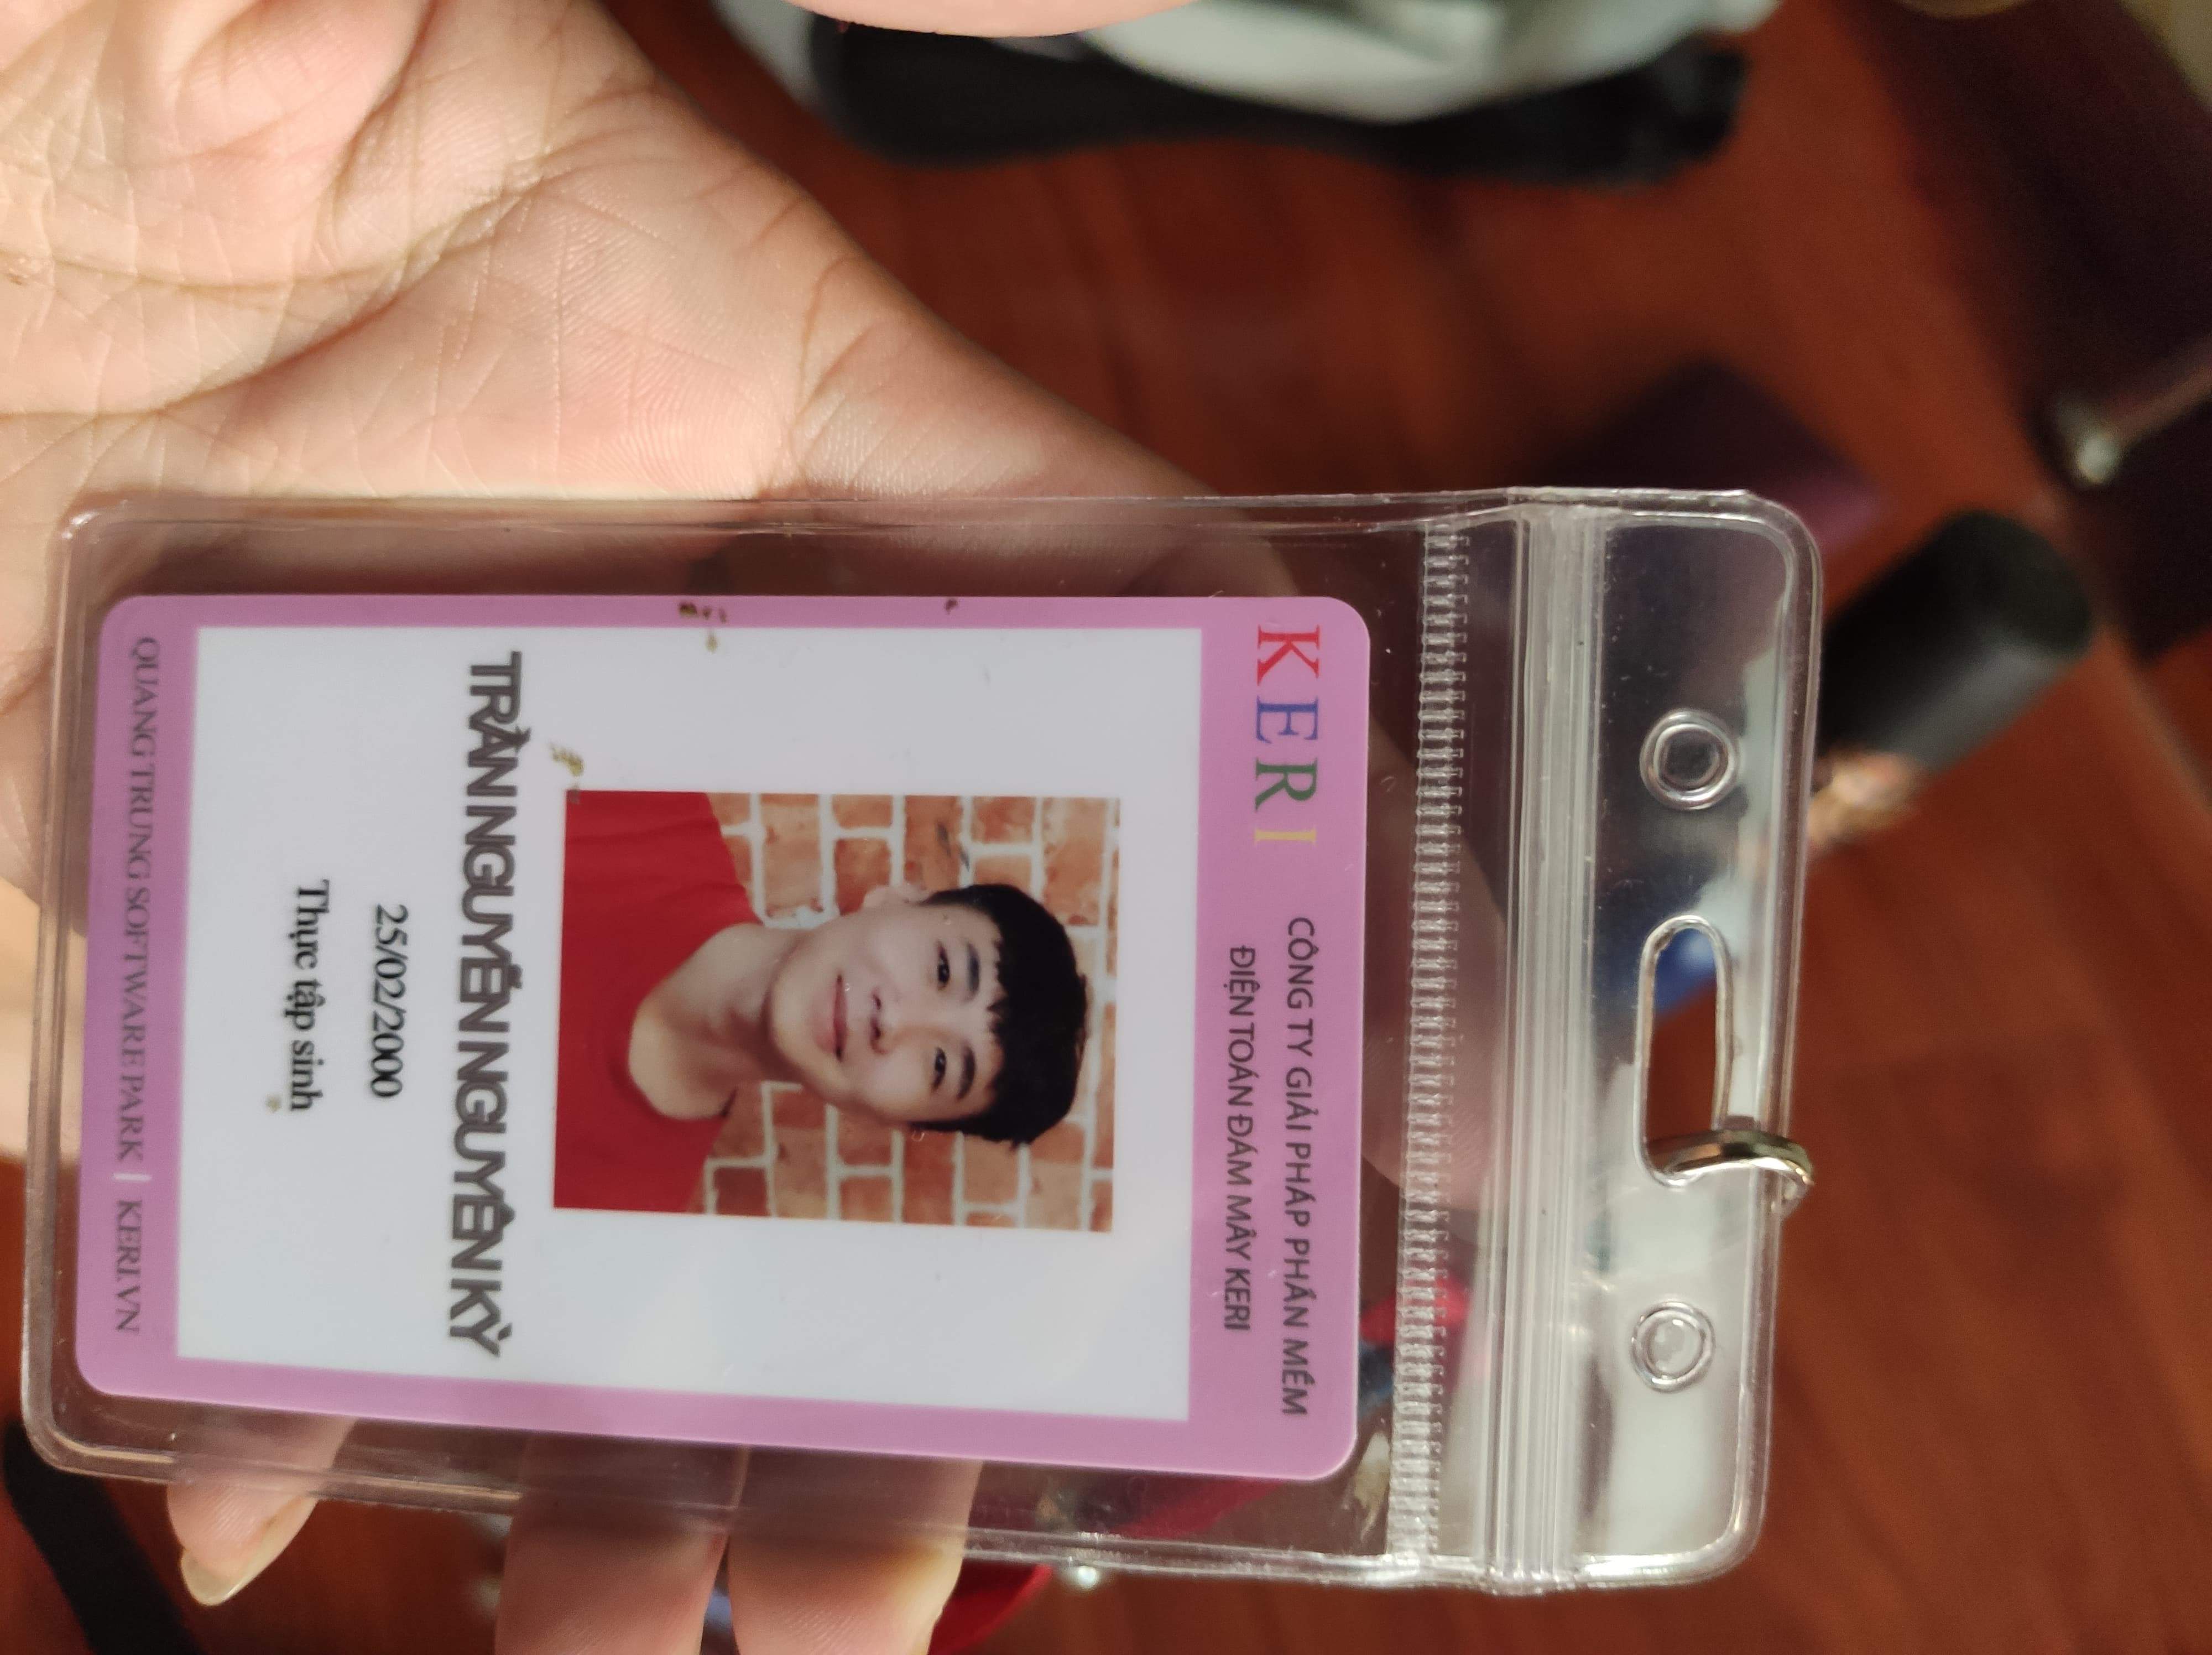 KERI
CÔNG TY GIẢI PHÁP PHẦN MỀM
ĐIỆN TOÁN ĐÁM MÂY KERI
TRẦN NGUYỄN NGUYÊN KỲ
25/02/2000
Thực tập sinh
QUANG TRUNG SOFTWARE PARK | KERI.VN